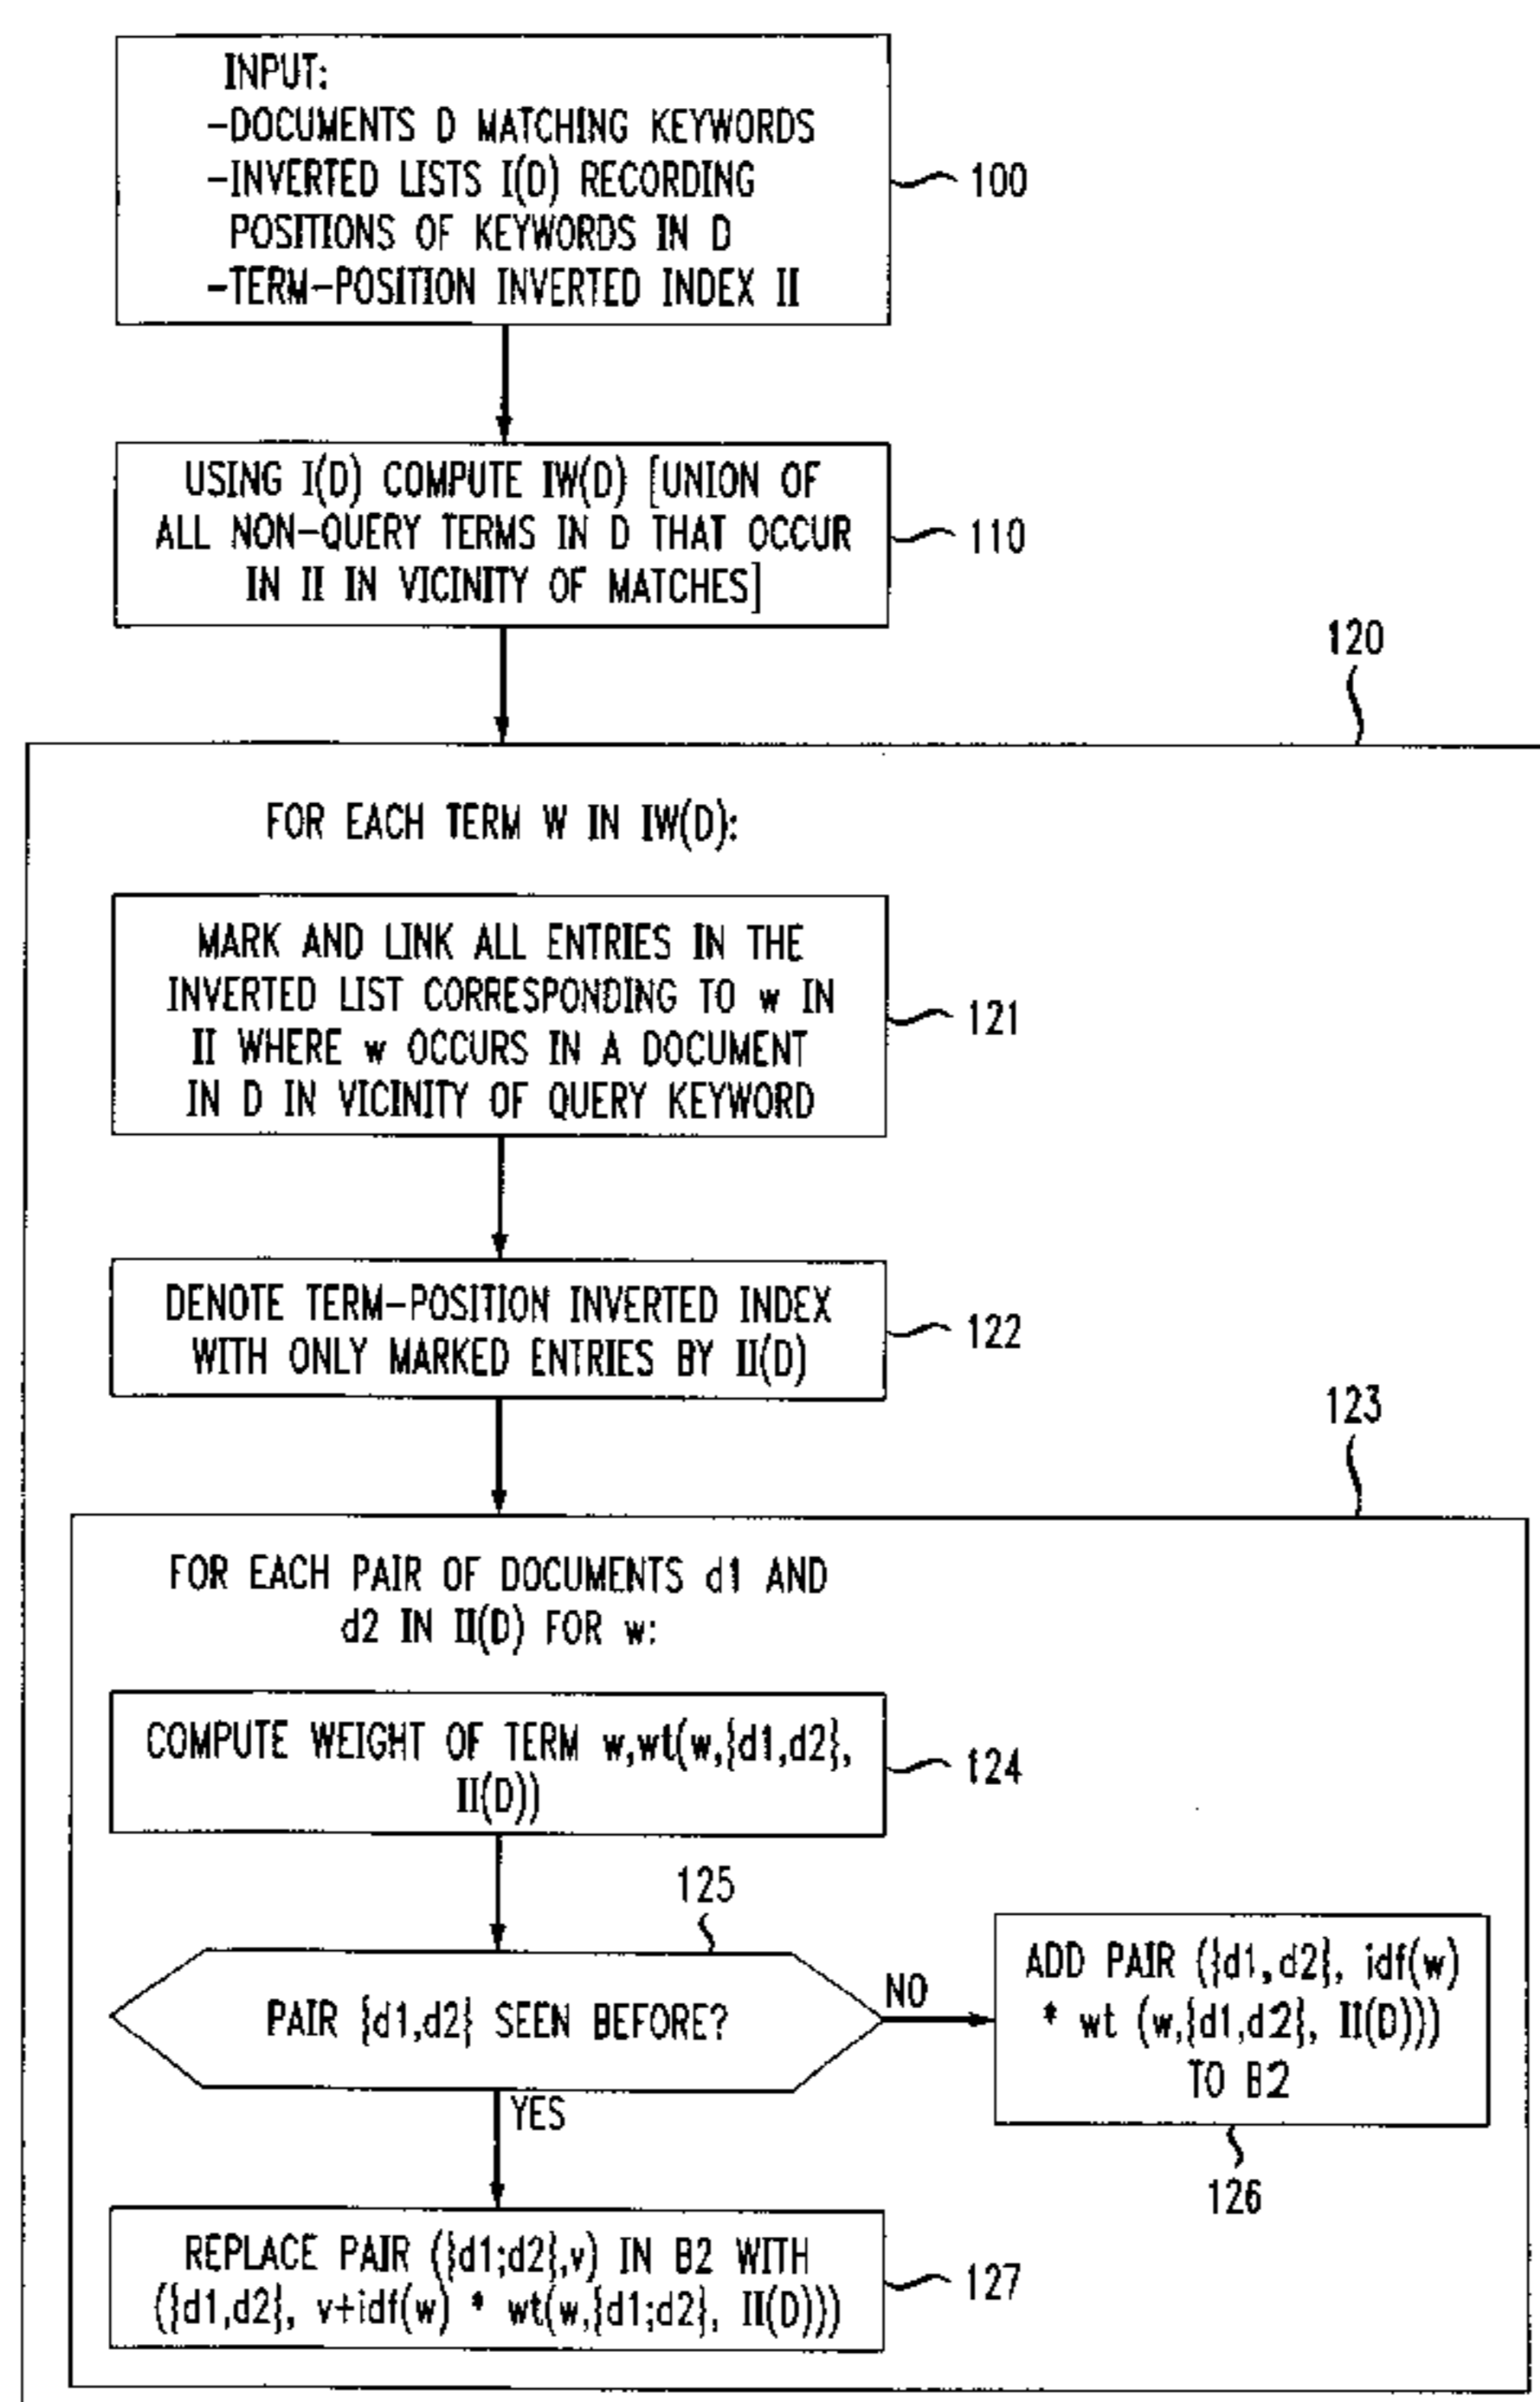 INPUT:
-DOCUMENTS D MATCHING KEYWORDS
-INVERTED LISTS I(D) RECORDING
POSITIONS OF KEYWORDS IN D
-TERM-POSITION INVERTED INDEX II
100
USING I(D) COMPUTE IW(D) [UNION OF
ALL NON-QUERY TERMS IN D THAT OCCUR
IN II IN VICINITY OF MATCHES]
110
120
FOR EACH TERM W IN IW(D):
MARK AND LINK ALL ENTRIES IN THE
INVERTED LIST CORRESPONDING TO w IN
II WHERE w OCCURS IN A DOCUMENT
IN D IN VICINITY OF QUERY KEYWORD
121
DENOTE TERM-POSITION INVERTED INDEX
WITH ONLY MARKED ENTRIES BY II(D)
122
123
FOR EACH PAIR OF DOCUMENTS d1 AND
d2 IN II(D) FOR w:
COMPUTE WEIGHT OF TERM w,wt(w,{d1,d2},
II(D))
124
125
PAIR {d1,d2} SEEN BEFORE?
NO
ADD PAIR ({d1,d2}, idf(w)
* wt (w,{d1,d2}, II(D)))
TO B2
126
YES
REPLACE PAIR ({d1;d2},v) IN B2 WITH
({d1,d2}, v+idf(w) * wt(w,{d1;d2}, II(D)))
127